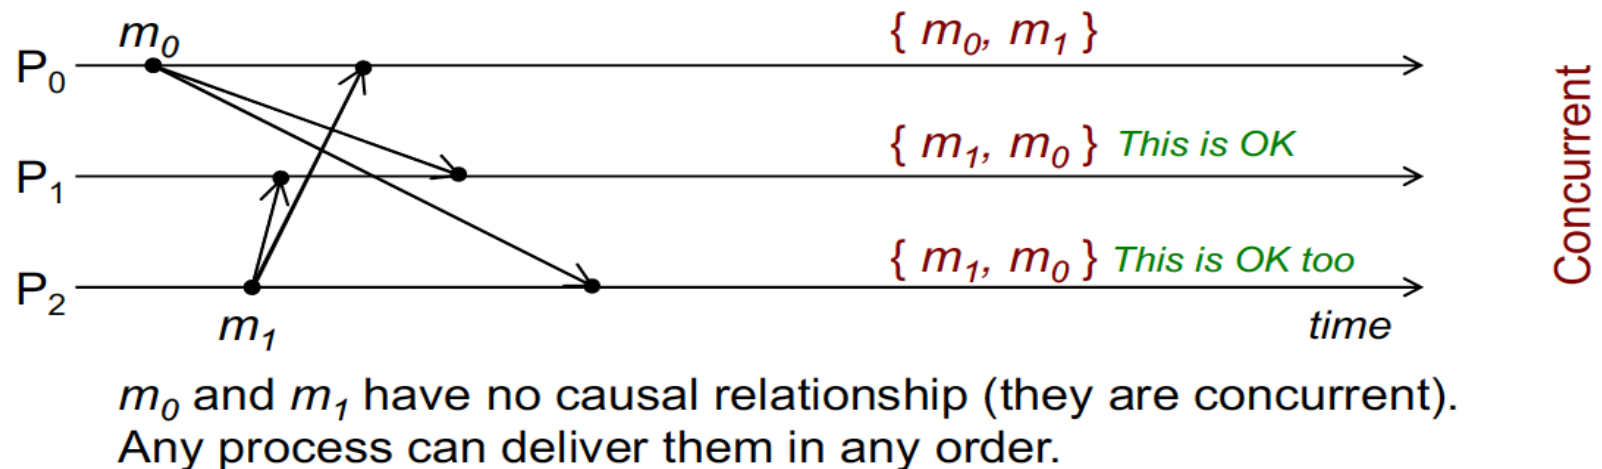 m₀
P₀
{ m₀, m₁ }
P₁
{ m₁, m₀ } This is OK
P₂
{ m₁, m₀ } This is OK too
m₁
time
Concurrent
m₀ and m₁ have no causal relationship (they are concurrent).
Any process can deliver them in any order.